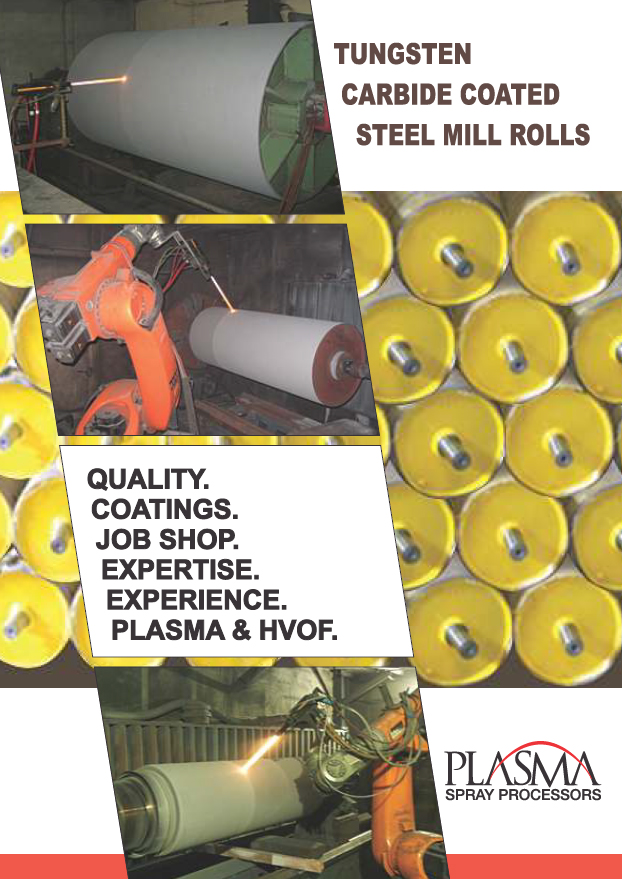 TUNGSTEN
CARBIDE COATED
STEEL MILL ROLLS
QUALITY.
COATINGS.
JOB SHOP.
EXPERTISE.
EXPERIENCE.
PLASMA & HVOF.
PLASMA
SPRAY PROCESSORS